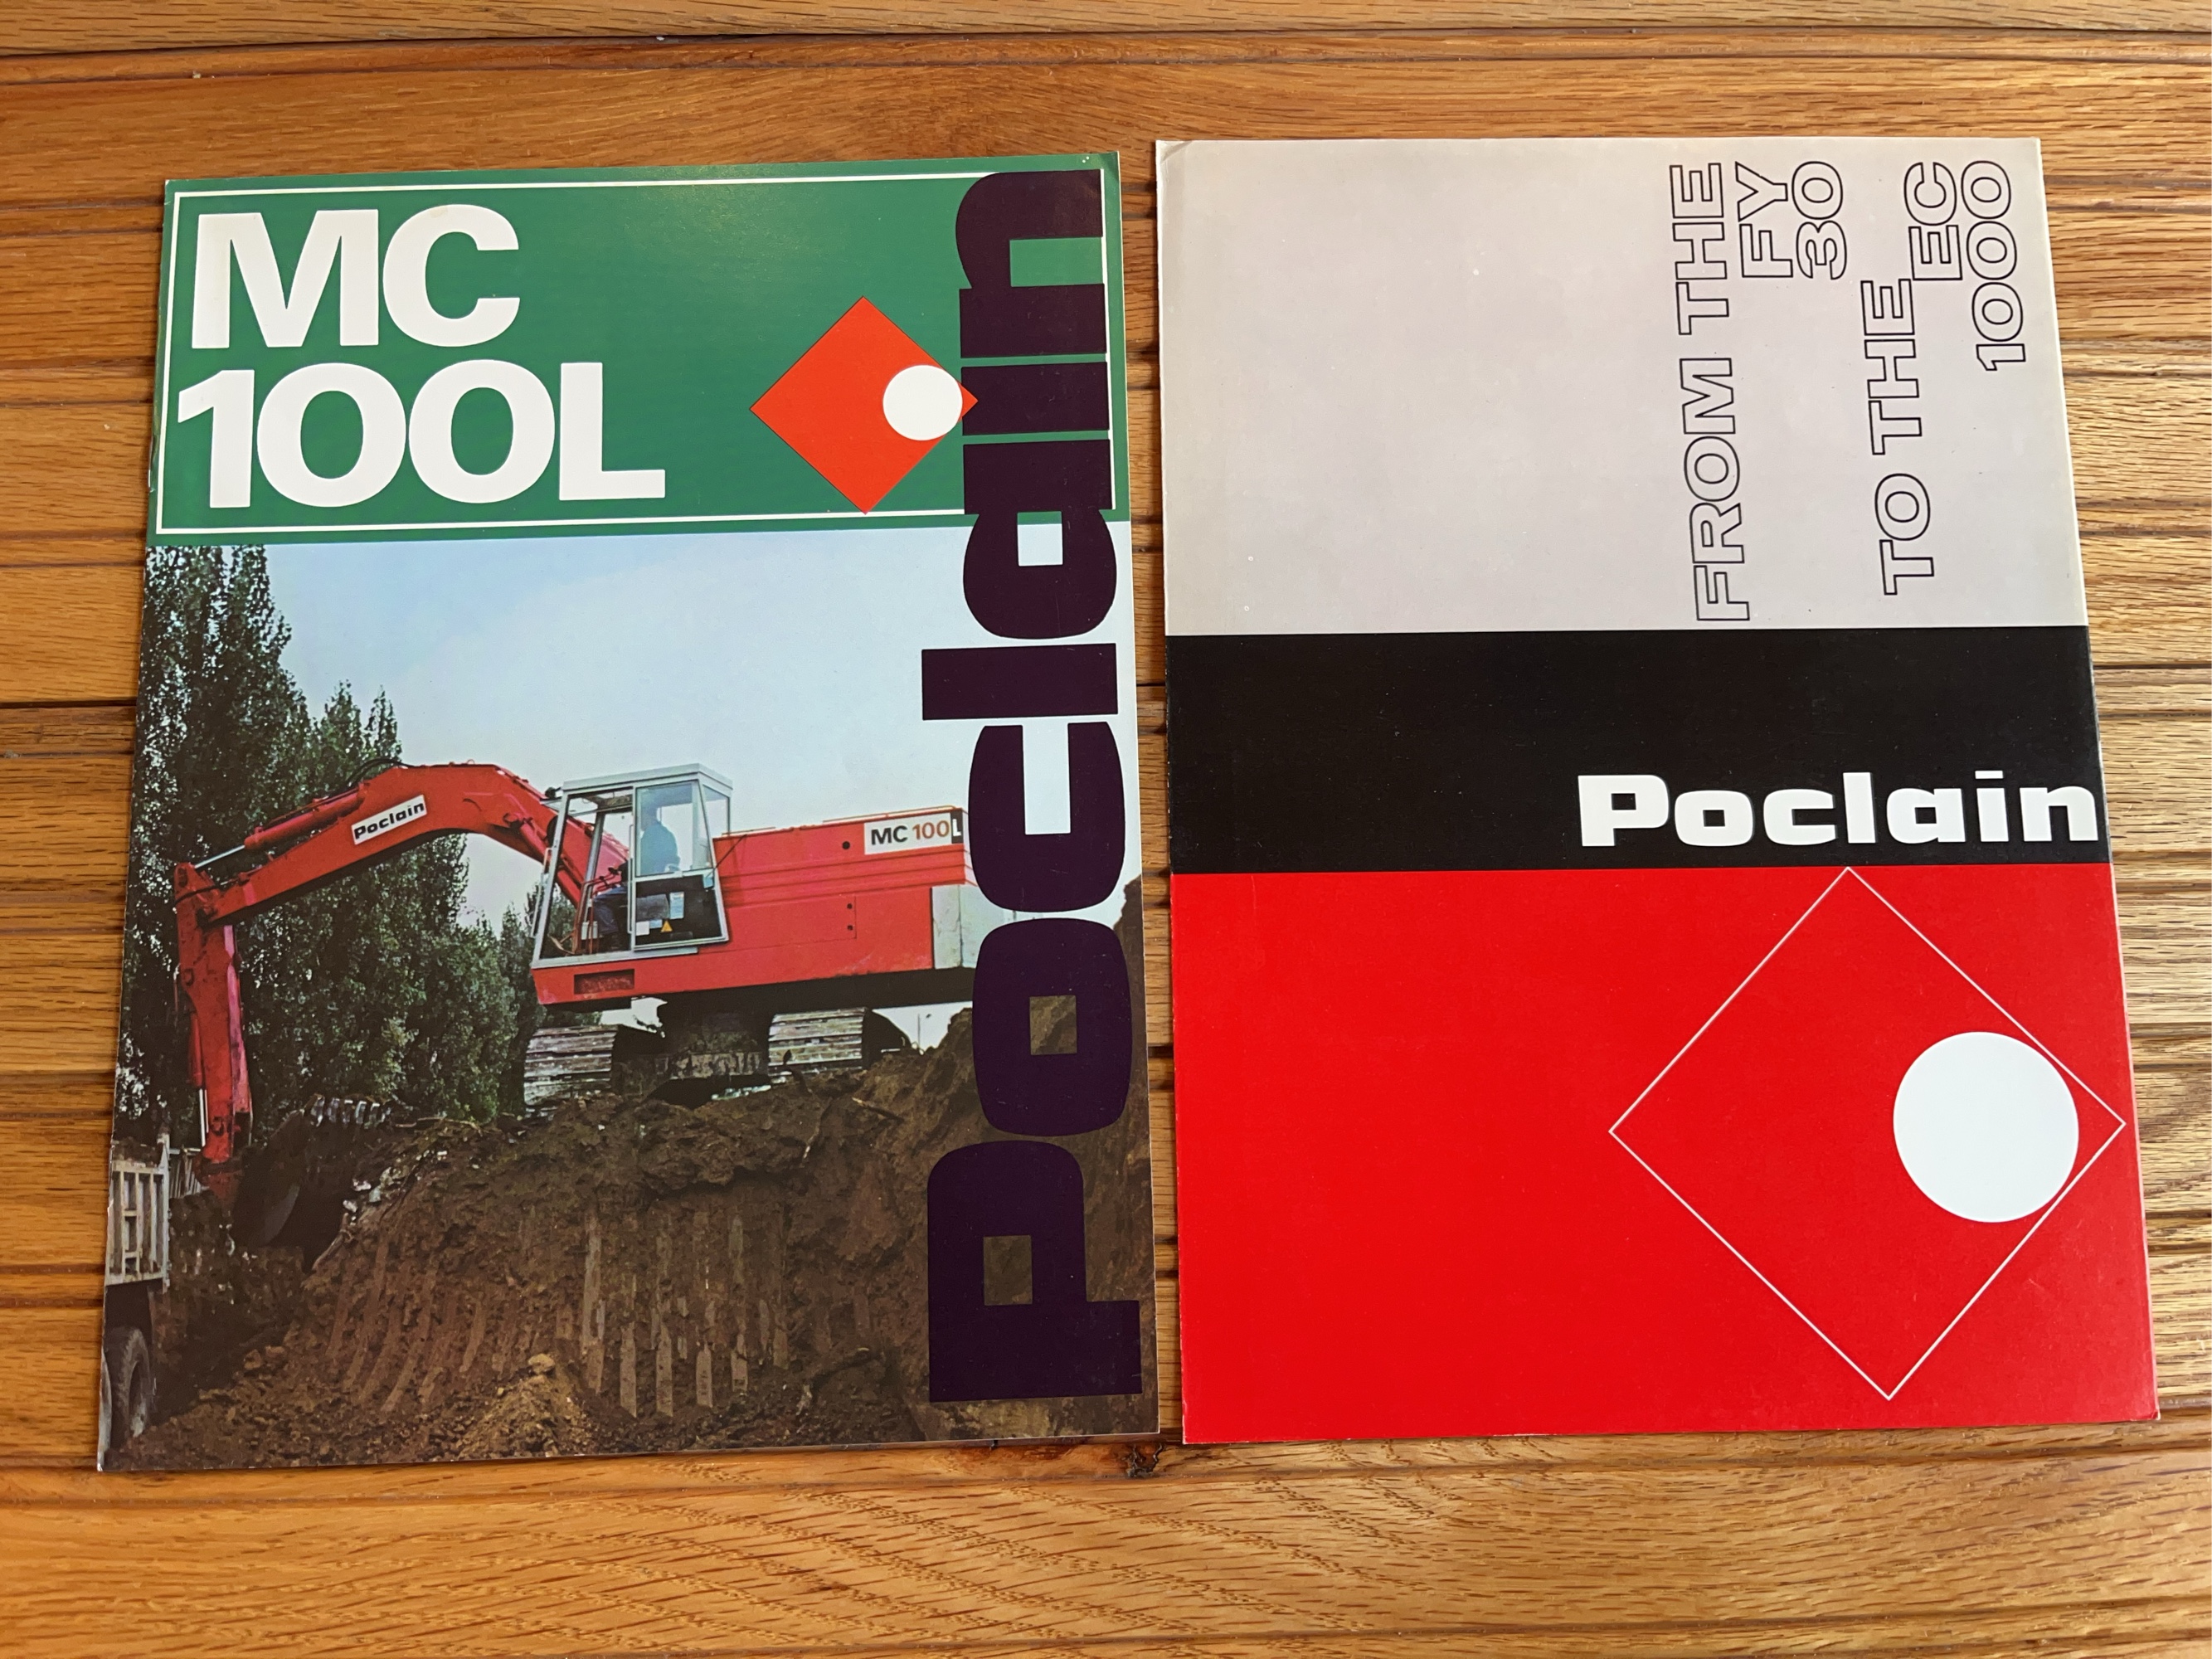 MC
100L
Poclain
Poclain
MC 100L
FROM THE
FY
30
TO THE
EC
1000
Poclain